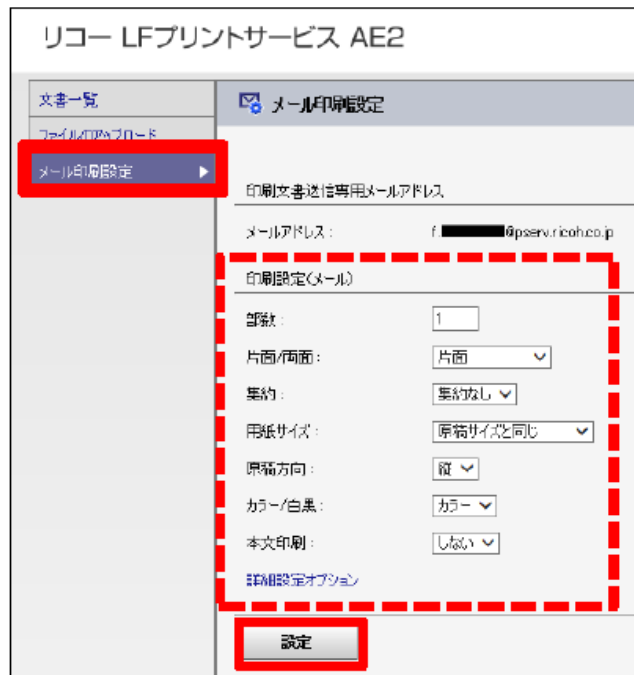 リコー LFプリントサービス AE2
文書一覧
ファイルアップロード
メール印刷設定
メール印刷設定
印刷文書送信専用メールアドレス
メールアドレス： f. @pserv.ricoh.co.jp
印刷設定(メール)
部数： 1
片面/両面： 片面
集約： 集約なし
用紙サイズ： 原稿サイズと同じ
原稿方向： 縦
カラー/白黒： カラー
本文印刷： しない
詳細設定オプション
設定